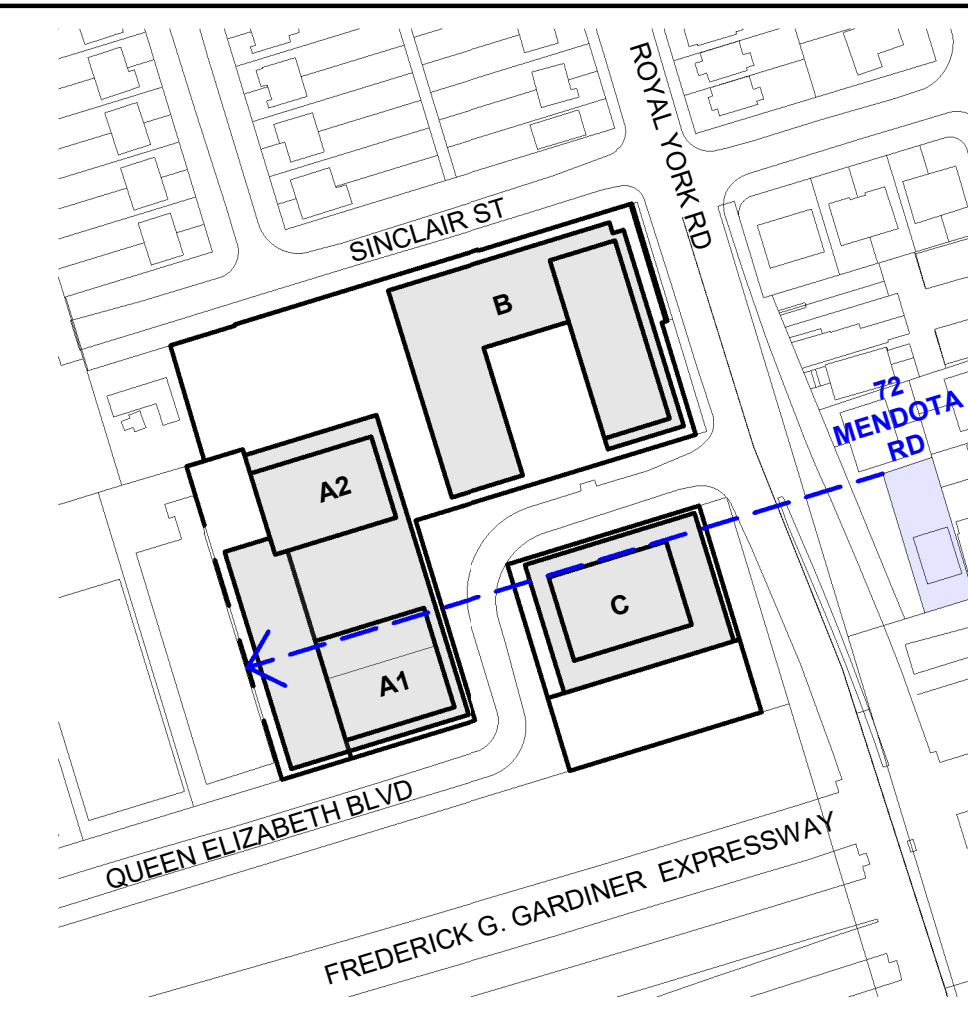 ROYAL YORK RD
SINCLAIR ST
B
72
MENDOTA
RD
A2
C
A1
QUEEN ELIZABETH BLVD
FREDERICK G. GARDINER EXPRESSWAY